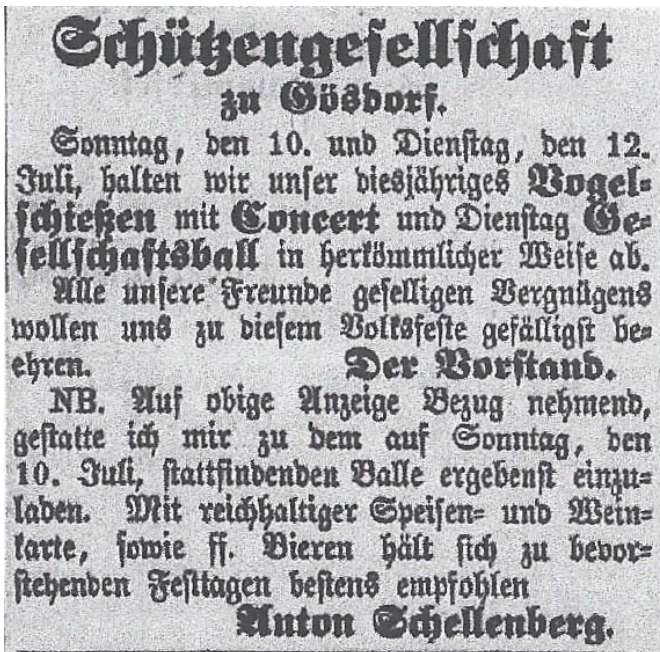 Schützengesellschaft
zu Gösdorf.
Sonntag, den 10. und Dienstag, den 12.
Juli, halten wir unser diesjähriges Vogel-
schießen mit Concert und Dienstag Ge-
sellschaftsball in herkömmlicher Weise ab.
Alle unsere Freunde geselligen Vergnügens
wollen uns zu diesem Volksfeste gefälligst be-
ehren. Der Vorstand.
NB. Auf obige Anzeige Bezug nehmend,
gestatte ich mir zu dem auf Sonntag, den
10. Juli, stattfindenden Balle ergebenst einzu-
laden. Mit reichhaltiger Speisen- und Wein-
karte, sowie ff. Bieren hält sich zu bevor-
stehenden Festtagen bestens empfohlen
Anton Schellenberg.